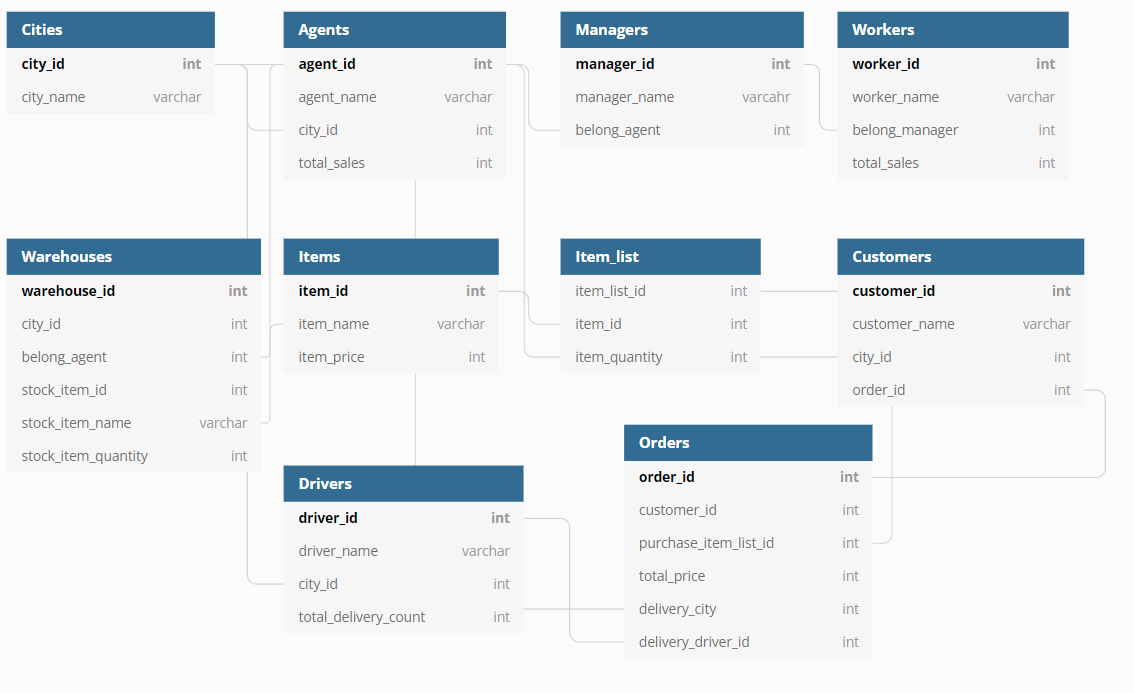 Cities
city_id int
city_name varchar
Agents
agent_id int
agent_name varchar
city_id int
total_sales int
Managers
manager_id int
manager_name varcahr
belong_agent int
Workers
worker_id int
worker_name varchar
belong_manager int
total_sales int
Warehouses
warehouse_id int
city_id int
belong_agent int
stock_item_id int
stock_item_name varchar
stock_item_quantity int
Items
item_id int
item_name varchar
item_price int
Item_list
item_list_id int
item_id int
item_quantity int
Customers
customer_id int
customer_name varchar
city_id int
order_id int
Drivers
driver_id int
driver_name varchar
city_id int
total_delivery_count int
Orders
order_id int
customer_id int
purchase_item_list_id int
total_price int
delivery_city int
delivery_driver_id int